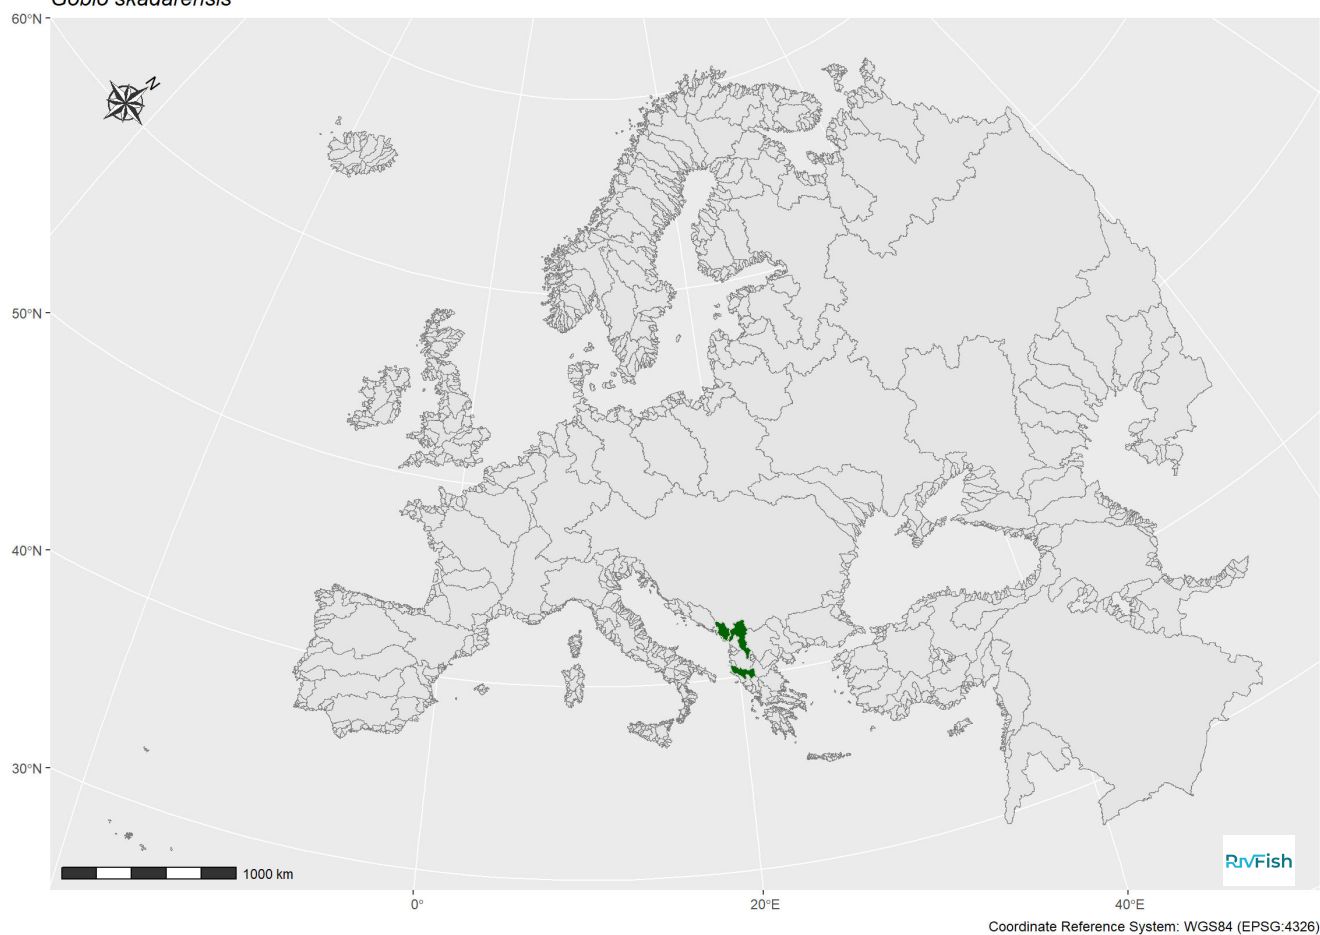 Gobio skadarensis
60°N
N
50°N
40°N
30°N
1000 km
RivFish
0°
20°E
40°E
Coordinate Reference System: WGS84 (EPSG:4326)